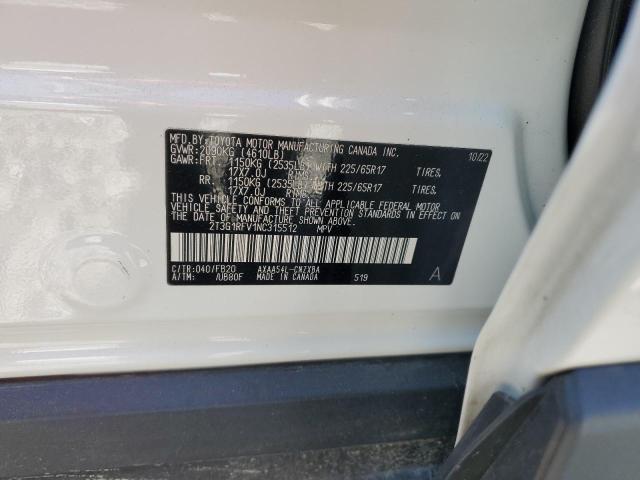 MFD.BY:TOYOTA MOTOR MANUFACTURING CANADA INC.
GVWR:2090KG (4610LB) 10/22
GAWR:FRT 1150KG (2535LB) WITH 225/65R17 TIRES,
17X7.0J RIMS,
RR 1150KG (2535LB) WITH 225/65R17 TIRES,
17X7.0J RIMS,
THIS VEHICLE CONFORMS TO ALL APPLICABLE FEDERAL MOTOR
VEHICLE SAFETY AND THEFT PREVENTION STANDARDS IN EFFECT ON
THE DATE OF MANUFACTURE SHOWN ABOVE.
2T3G1RFV1NC315512 MPV
C/TR:040/FB20 AXAA54L-CNZXBA 519 A
A/TM: /UB80F MADE IN CANADA